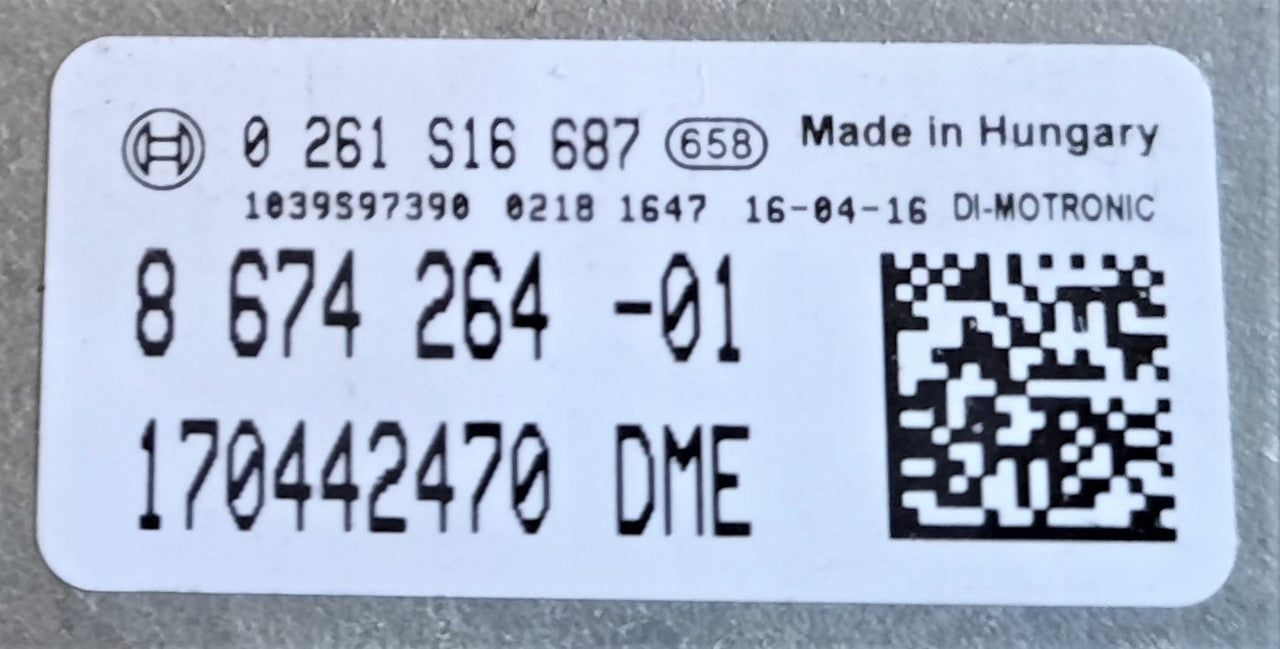 0 261 S16 687 658 Made in Hungary
1039S97390 0218 1647 16-04-16 DI-MOTRONIC
8 674 264 -01
170442470 DME